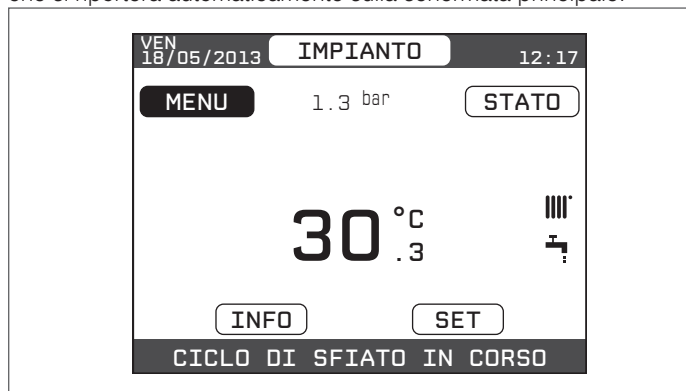 VEN
18/05/2013 IMPIANTO 12:17
MENU 1.3 bar STATO
30.3 °C
INFO SET
CICLO DI SFIATO IN CORSO